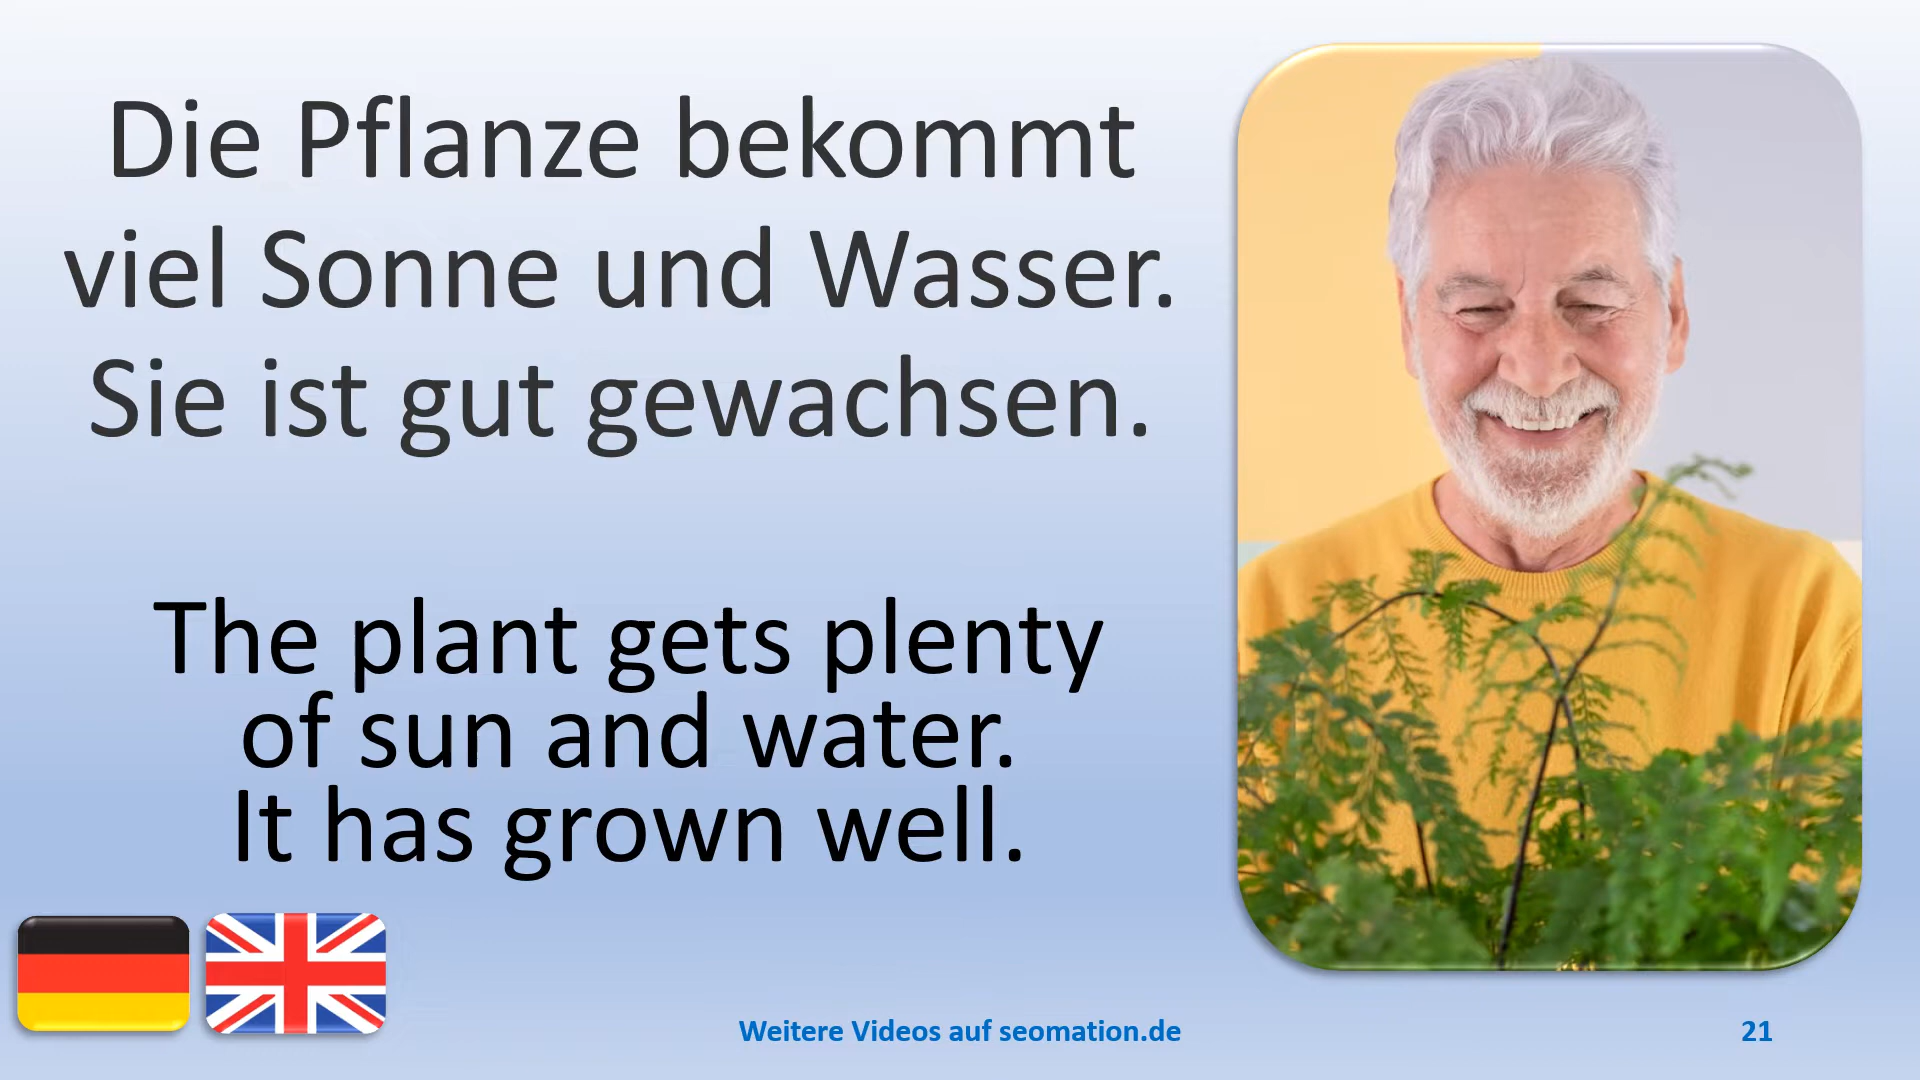 Die Pflanze bekommt
viel Sonne und Wasser.
Sie ist gut gewachsen.
The plant gets plenty
of sun and water.
It has grown well.
Weitere Videos auf seomation.de
21